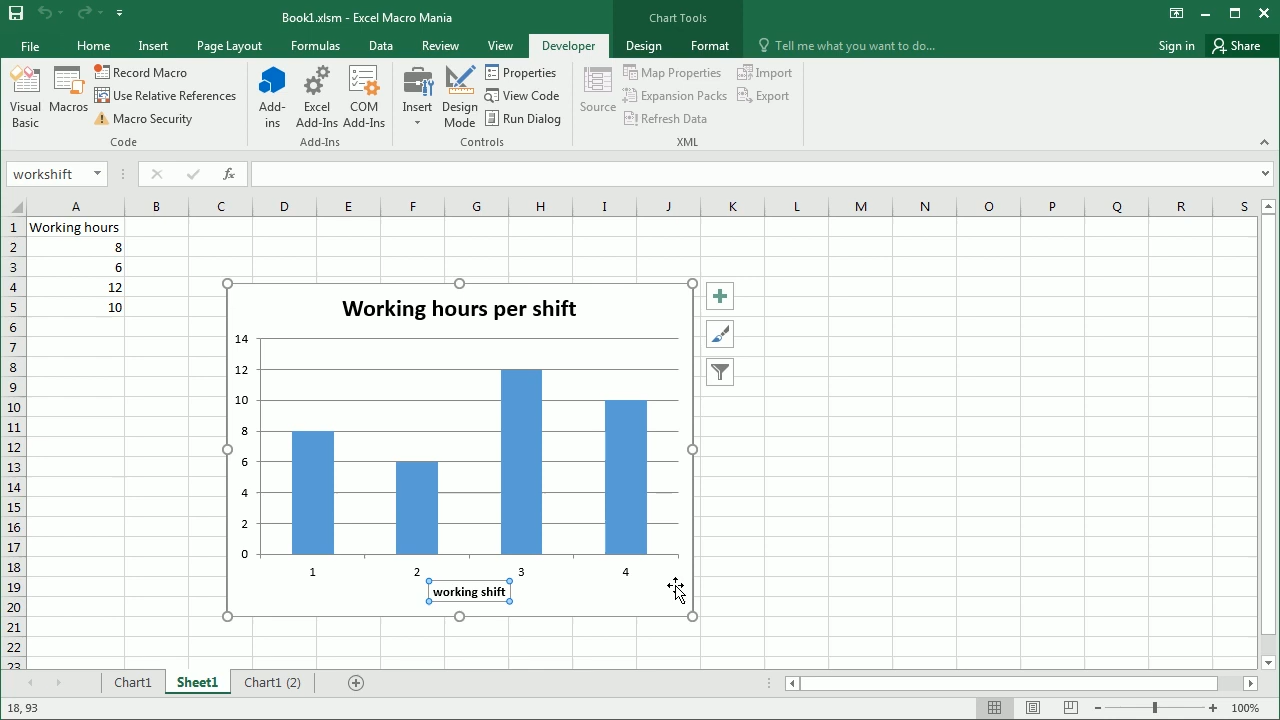 Book1.xlsm - Excel Macro Mania
Chart Tools
File Home Insert Page Layout Formulas Data Review View Developer Design Format Tell me what you want to do... Sign in Share
Visual Basic
Macros
Record Macro
Use Relative References
Macro Security
Code
Add-ins
Excel Add-Ins
COM Add-Ins
Add-Ins
Insert
Design Mode
Properties
View Code
Run Dialog
Controls
Source
Map Properties
Expansion Packs
Refresh Data
Import
Export
XML
workshift
fx
A B C D E F G H I J K L M N O P Q R S
1 Working hours
2 8
3 6
4 12
5 10
6
7
8
9
10
11
12
13
14
15
16
17
18
19
20
21
22
23
Working hours per shift
14
12
10
8
6
4
2
0
1 2 3 4
working shift
Chart1 Sheet1 Chart1 (2)
18, 93
100%